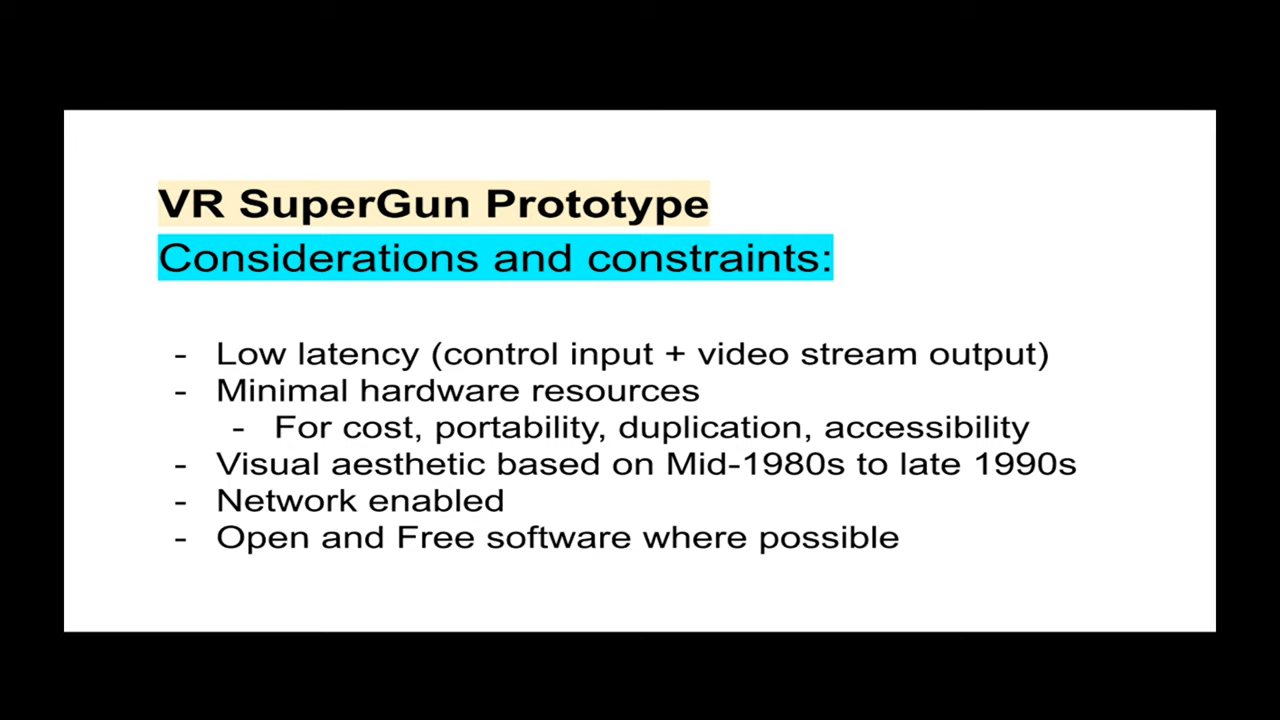 VR SuperGun Prototype
Considerations and constraints:
- Low latency (control input + video stream output)
- Minimal hardware resources
- For cost, portability, duplication, accessibility
- Visual aesthetic based on Mid-1980s to late 1990s
- Network enabled
- Open and Free software where possible